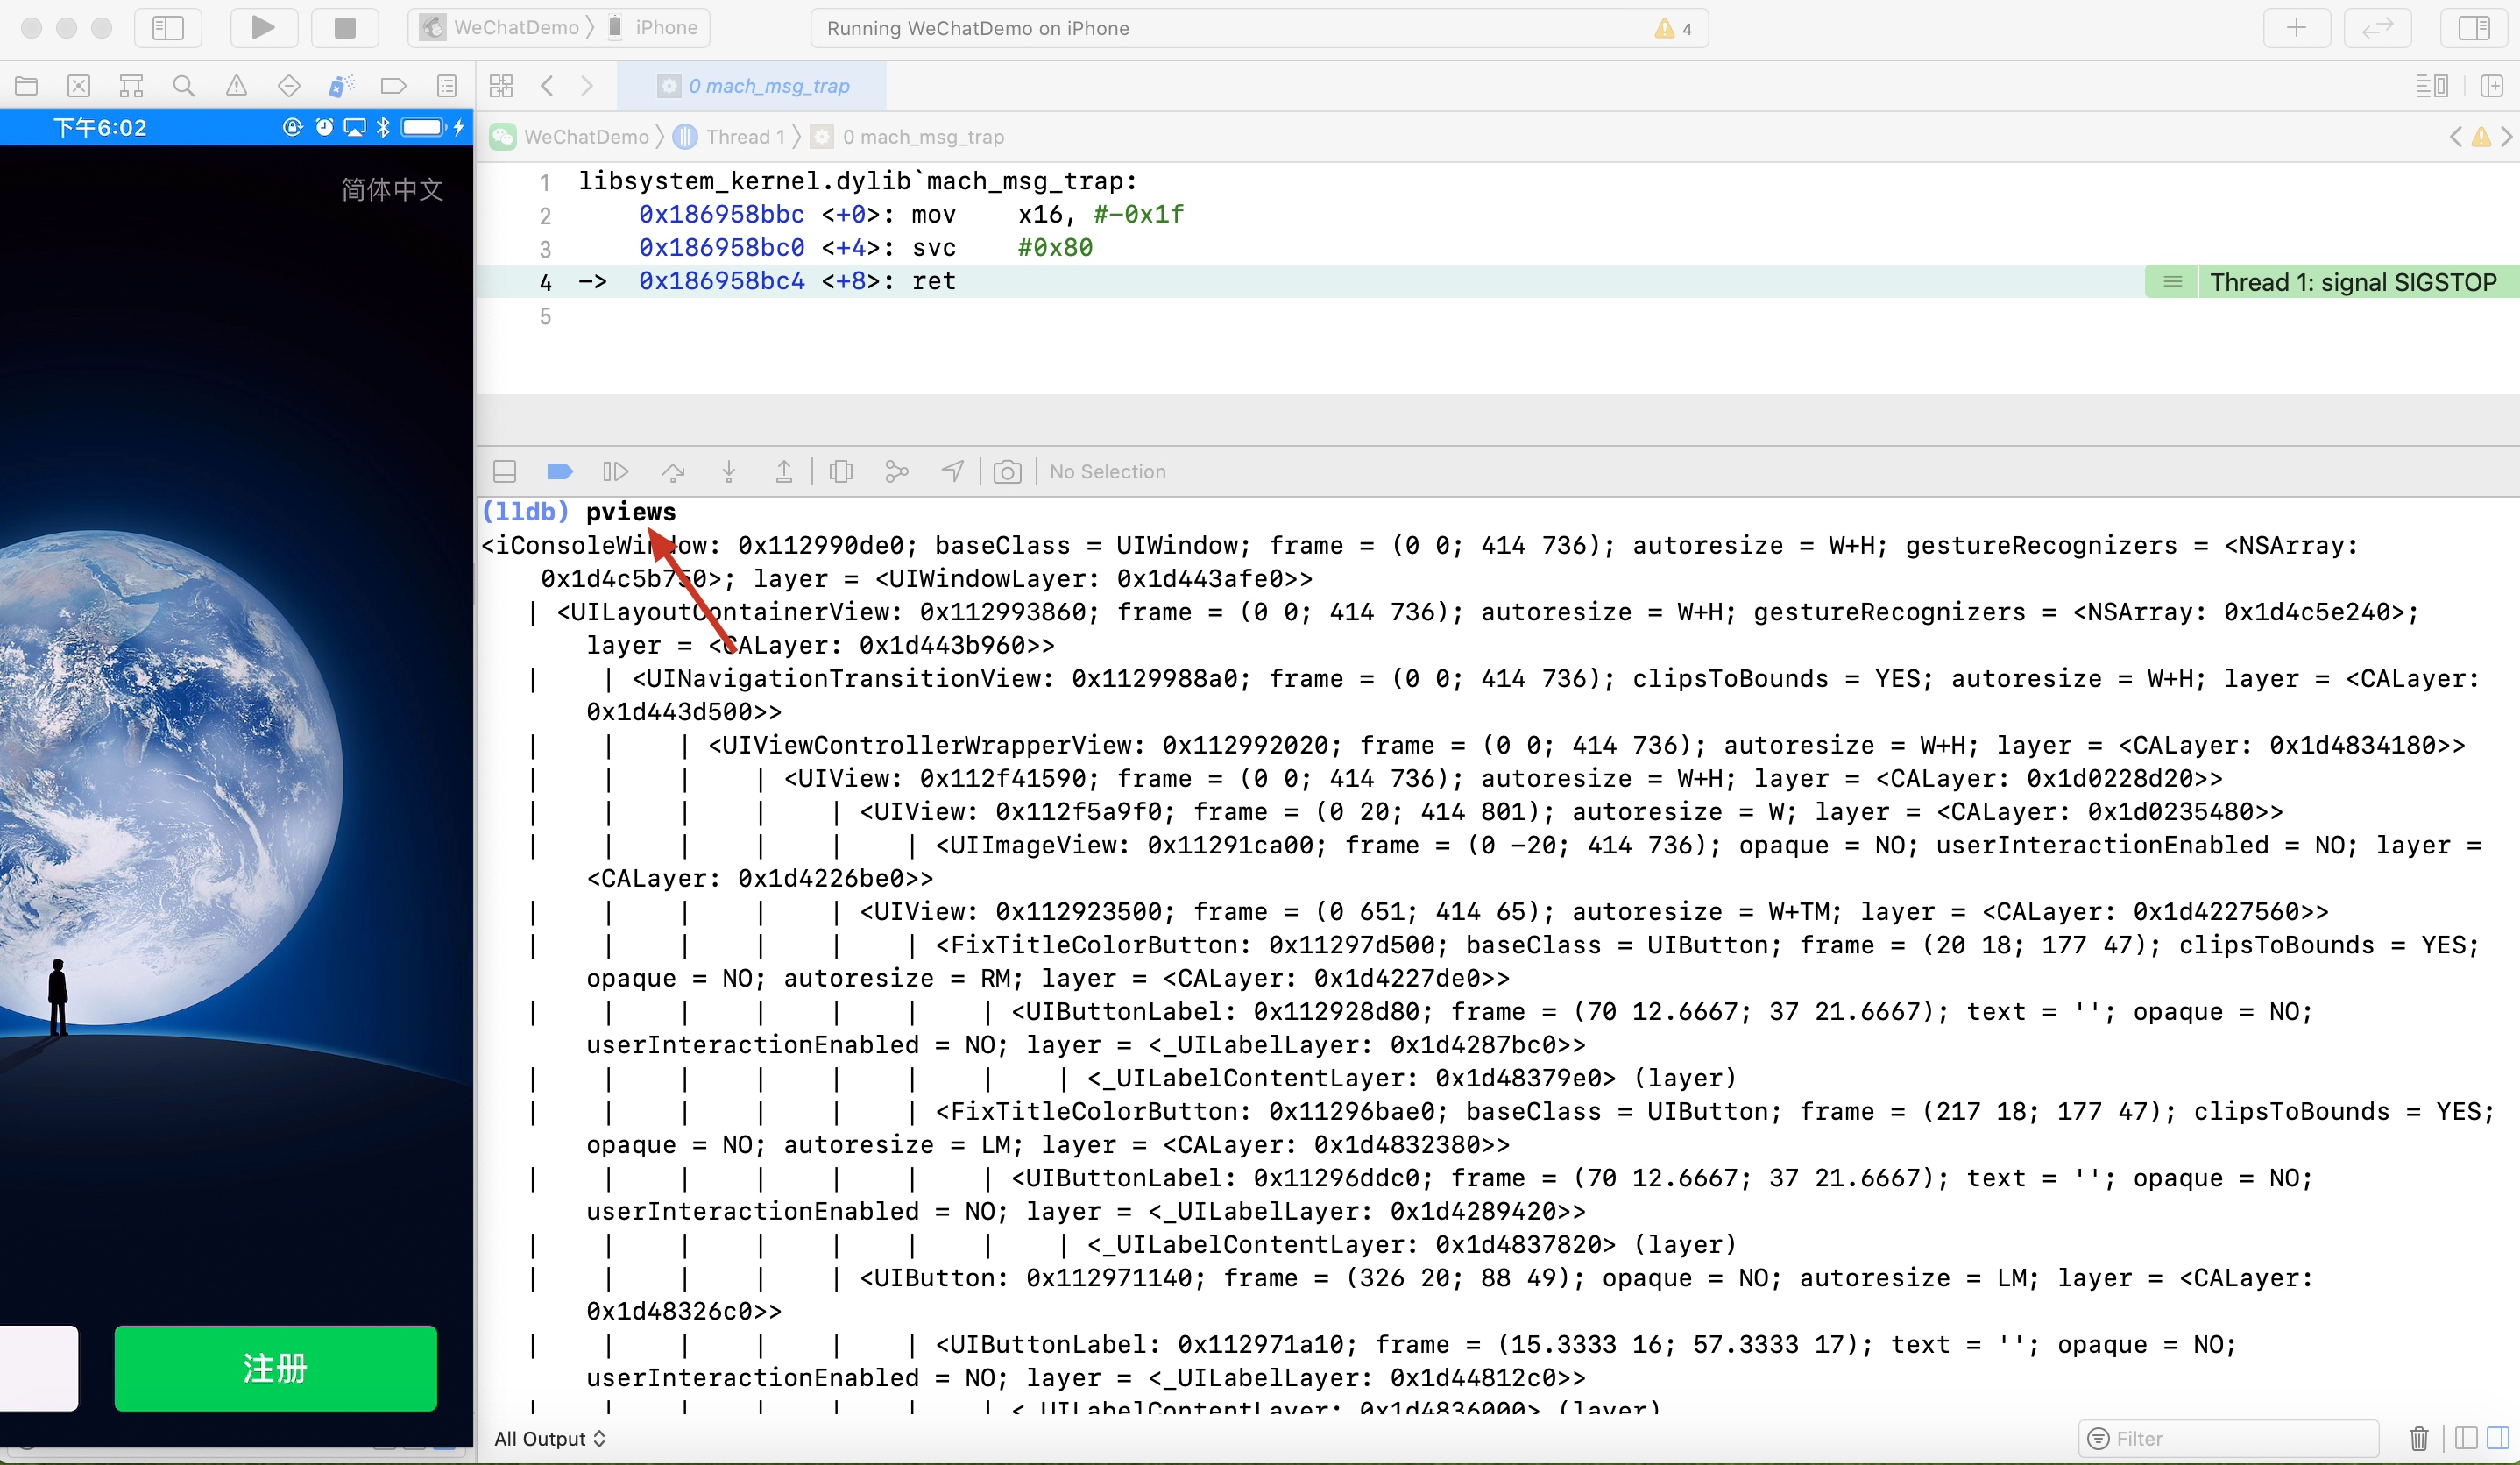 WeChatDemo 〉 iPhone
Running WeChatDemo on iPhone
4
0 mach_msg_trap
下午6:02
WeChatDemo 〉 Thread 1 〉 0 mach_msg_trap
简体中文
1 libsystem_kernel.dylib`mach_msg_trap:
2 0x186958bbc <+0>: mov x16, #-0x1f
3 0x186958bc0 <+4>: svc #0x80
4 -> 0x186958bc4 <+8>: ret
Thread 1: signal SIGSTOP
5
No Selection
(lldb) pviews
<iConsoleWindow: 0x112990de0; baseClass = UIWindow; frame = (0 0; 414 736); autoresize = W+H; gestureRecognizers = <NSArray:
0x1d4c5b750>; layer = <UIWindowLayer: 0x1d443afe0>>
| <UILayoutContainerView: 0x112993860; frame = (0 0; 414 736); autoresize = W+H; gestureRecognizers = <NSArray: 0x1d4c5e240>;
layer = <CALayer: 0x1d443b960>>
| | <UINavigationTransitionView: 0x1129988a0; frame = (0 0; 414 736); clipsToBounds = YES; autoresize = W+H; layer = <CALayer:
0x1d443d500>>
| | | <UIViewControllerWrapperView: 0x112992020; frame = (0 0; 414 736); autoresize = W+H; layer = <CALayer: 0x1d4834180>>
| | | | <UIView: 0x112f41590; frame = (0 0; 414 736); autoresize = W+H; layer = <CALayer: 0x1d0228d20>>
| | | | | <UIView: 0x112f5a9f0; frame = (0 20; 414 801); autoresize = W; layer = <CALayer: 0x1d0235480>>
| | | | | | <UIImageView: 0x11291ca00; frame = (0 -20; 414 736); opaque = NO; userInteractionEnabled = NO; layer =
<CALayer: 0x1d4226be0>>
| | | | | <UIView: 0x112923500; frame = (0 651; 414 65); autoresize = W+TM; layer = <CALayer: 0x1d4227560>>
| | | | | | <FixTitleColorButton: 0x11297d500; baseClass = UIButton; frame = (20 18; 177 47); clipsToBounds = YES;
opaque = NO; autoresize = RM; layer = <CALayer: 0x1d4227de0>>
| | | | | | | <UIButtonLabel: 0x112928d80; frame = (70 12.6667; 37 21.6667); text = ''; opaque = NO;
userInteractionEnabled = NO; layer = <_UILabelLayer: 0x1d4287bc0>>
| | | | | | | | <_UILabelContentLayer: 0x1d48379e0> (layer)
| | | | | | <FixTitleColorButton: 0x11296bae0; baseClass = UIButton; frame = (217 18; 177 47); clipsToBounds = YES;
opaque = NO; autoresize = LM; layer = <CALayer: 0x1d4832380>>
| | | | | | | <UIButtonLabel: 0x11296ddc0; frame = (70 12.6667; 37 21.6667); text = ''; opaque = NO;
userInteractionEnabled = NO; layer = <_UILabelLayer: 0x1d4289420>>
| | | | | | | | <_UILabelContentLayer: 0x1d4837820> (layer)
| | | | | <UIButton: 0x112971140; frame = (326 20; 88 49); opaque = NO; autoresize = LM; layer = <CALayer:
0x1d48326c0>>
| | | | | | <UIButtonLabel: 0x112971a10; frame = (15.3333 16; 57.3333 17); text = ''; opaque = NO;
userInteractionEnabled = NO; layer = <_UILabelLayer: 0x1d44812c0>>
| | | | | | | <_UILabelContentLayer: 0x1d4836000> (layer)
注册
All Output
Filter